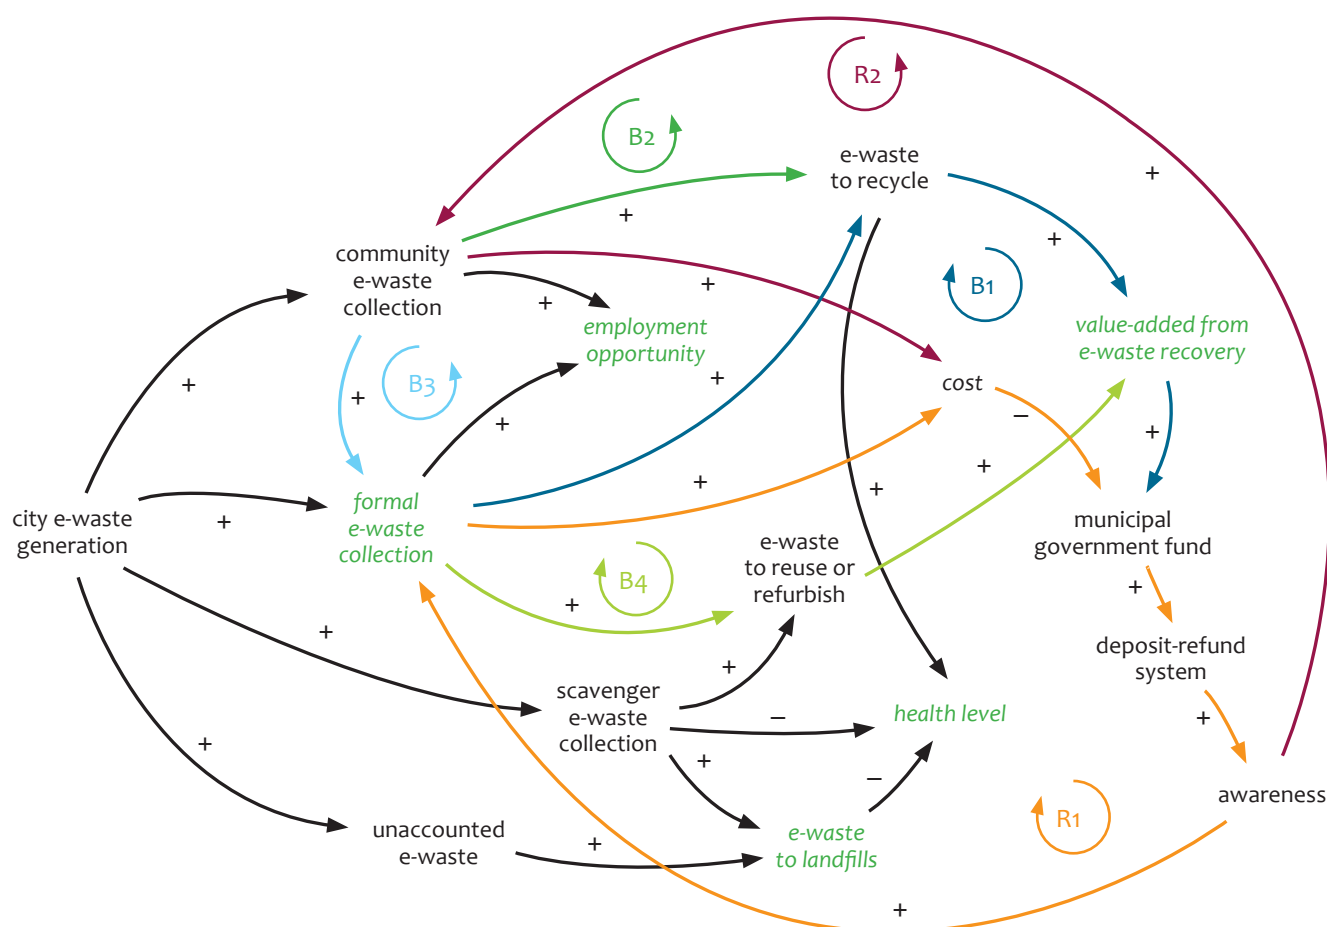 R2
B2
e-waste
to recycle
+
+
+
community
e-waste
collection
B1
+
+
employment
opportunity
value-added from
e-waste recovery
B3
+
+
+
cost
–
+
+
+
+
+
formal
e-waste
collection
+
city e-waste
generation
municipal
government fund
e-waste
to reuse or
refurbish
B4
+
+
+
deposit-refund
system
+
scavenger
e-waste
collection
–
health level
+
+
+
–
awareness
unaccounted
e-waste
+
e-waste
to landfills
R1
+